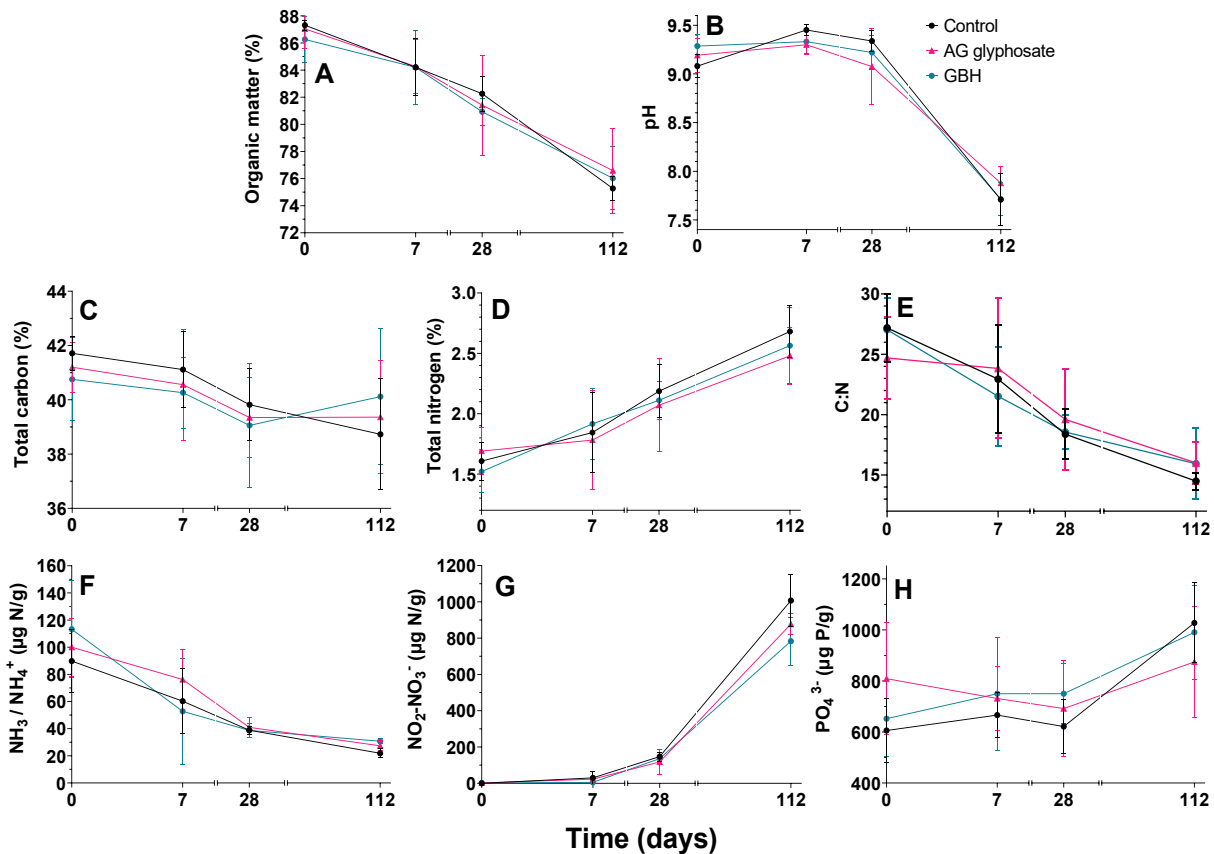 A
Organic matter (%)
88
86
84
82
80
78
76
74
72
0 7 28 112
B
pH
9.5
9.0
8.5
8.0
7.5
0 7 28 112
Control
AG glyphosate
GBH
C
Total carbon (%)
44
42
40
38
36
0 7 28 112
D
Total nitrogen (%)
3.0
2.5
2.0
1.5
0 7 28 112
E
C:N
30
25
20
15
0 7 28 112
F
NH₃ / NH₄⁺ (µg N/g)
160
140
120
100
80
60
40
20
0
0 7 28 112
G
NO₂-NO₃⁻ (µg N/g)
1200
1000
800
600
400
200
0
0 7 28 112
H
PO₄ ³⁻ (µg P/g)
1200
1000
800
600
400
0 7 28 112
Time (days)